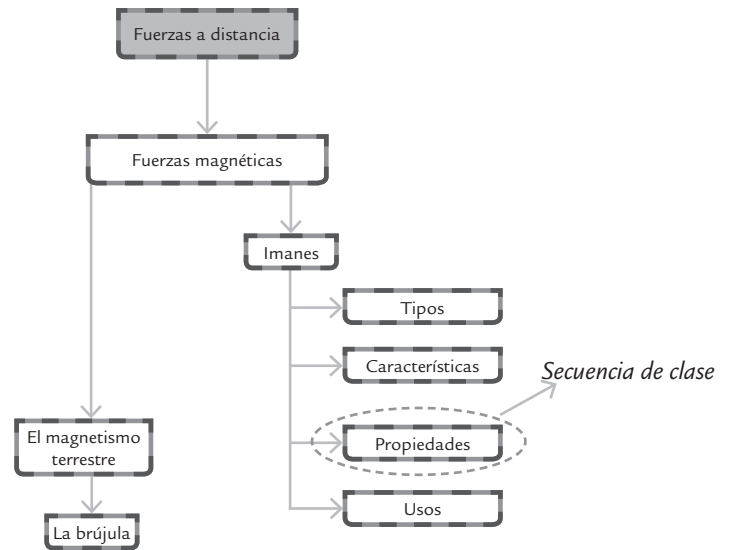 Fuerzas a distancia
Fuerzas magnéticas
Imanes
Tipos
Características
Secuencia de clase
Propiedades
Usos
El magnetismo
terrestre
La brújula